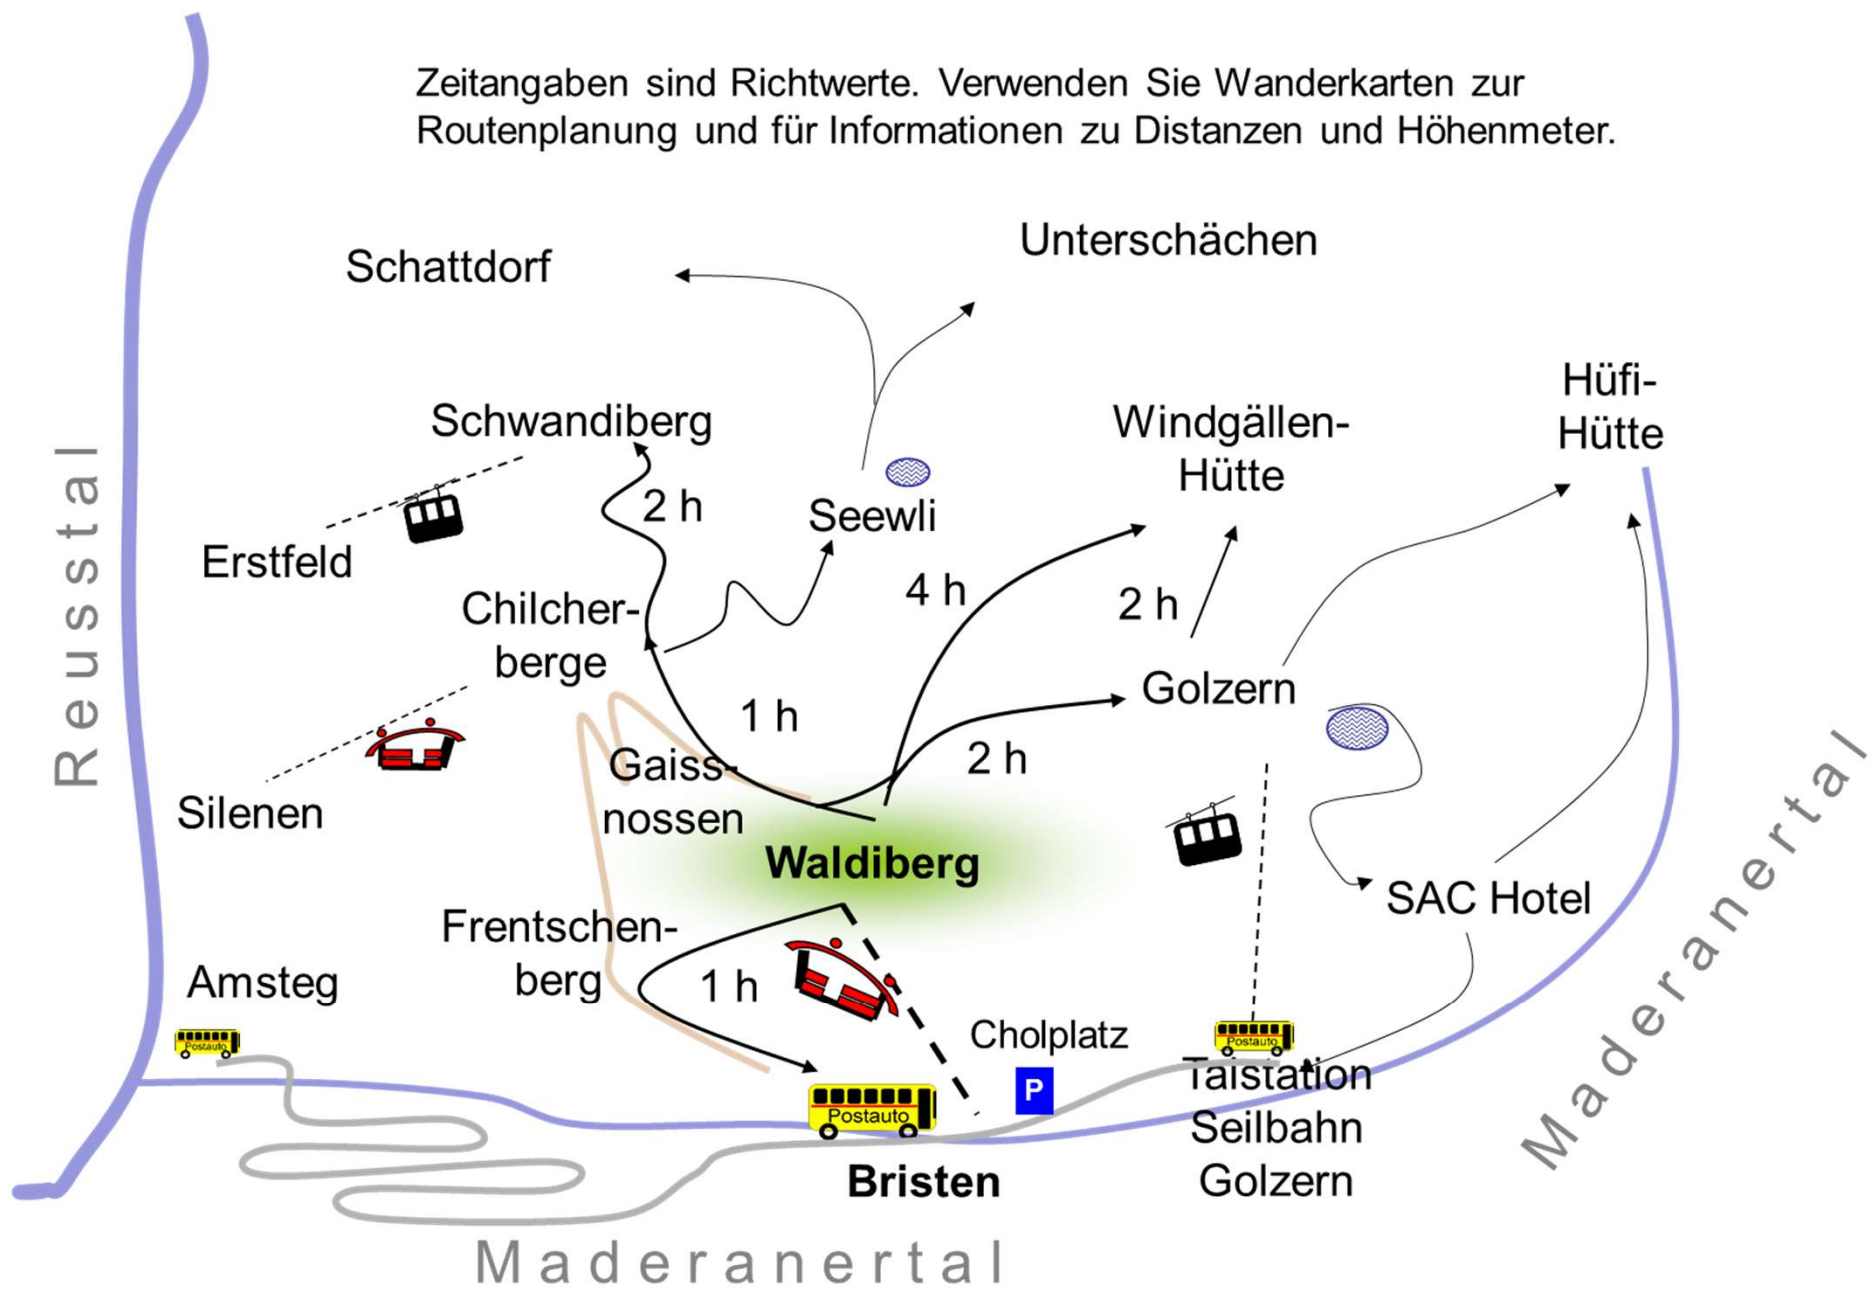 Zeitangaben sind Richtwerte. Verwenden Sie Wanderkarten zur
Routenplanung und für Informationen zu Distanzen und Höhenmeter.
Unterschächen
Schattdorf
Hüfi-
Hütte
Schwandiberg
Windgällen-
Hütte
2 h
Seewli
Erstfeld
4 h
2 h
Chilcher-
berge
Reusstal
Golzern
1 h
2 h
Gaiss-
nossen
Silenen
Waldiberg
SAC Hotel
Frentschen-
berg
1 h
Amsteg
Postauto
Cholplatz
P
Postauto
Talstation
Seilbahn
Golzern
Postauto
Bristen
Maderanertal
Maderanertal